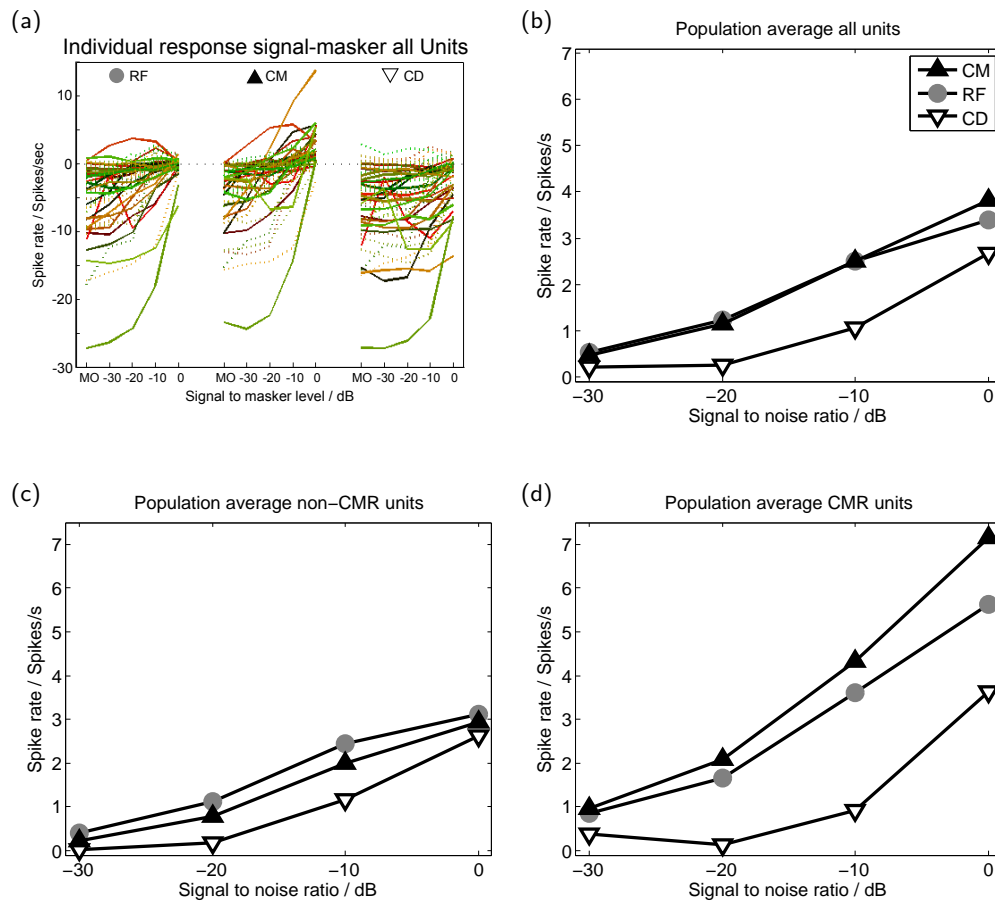 (a)
Individual response signal-masker all Units
RF
CM
CD
Spike rate / Spikes/sec
10
0
-10
-20
-30
MO -30 -20 -10 0
MO -30 -20 -10 0
MO -30 -20 -10 0
Signal to masker level / dB
(b)
Population average all units
CM
RF
CD
Spike rate / Spikes/s
7
6
5
4
3
2
1
0
−30 −20 −10 0
Signal to noise ratio / dB
(c)
Population average non−CMR units
Spike rate / Spikes/s
7
6
5
4
3
2
1
0
−30 −20 −10 0
Signal to noise ratio / dB
(d)
Population average CMR units
Spike rate / Spikes/s
7
6
5
4
3
2
1
0
−30 −20 −10 0
Signal to noise ratio / dB